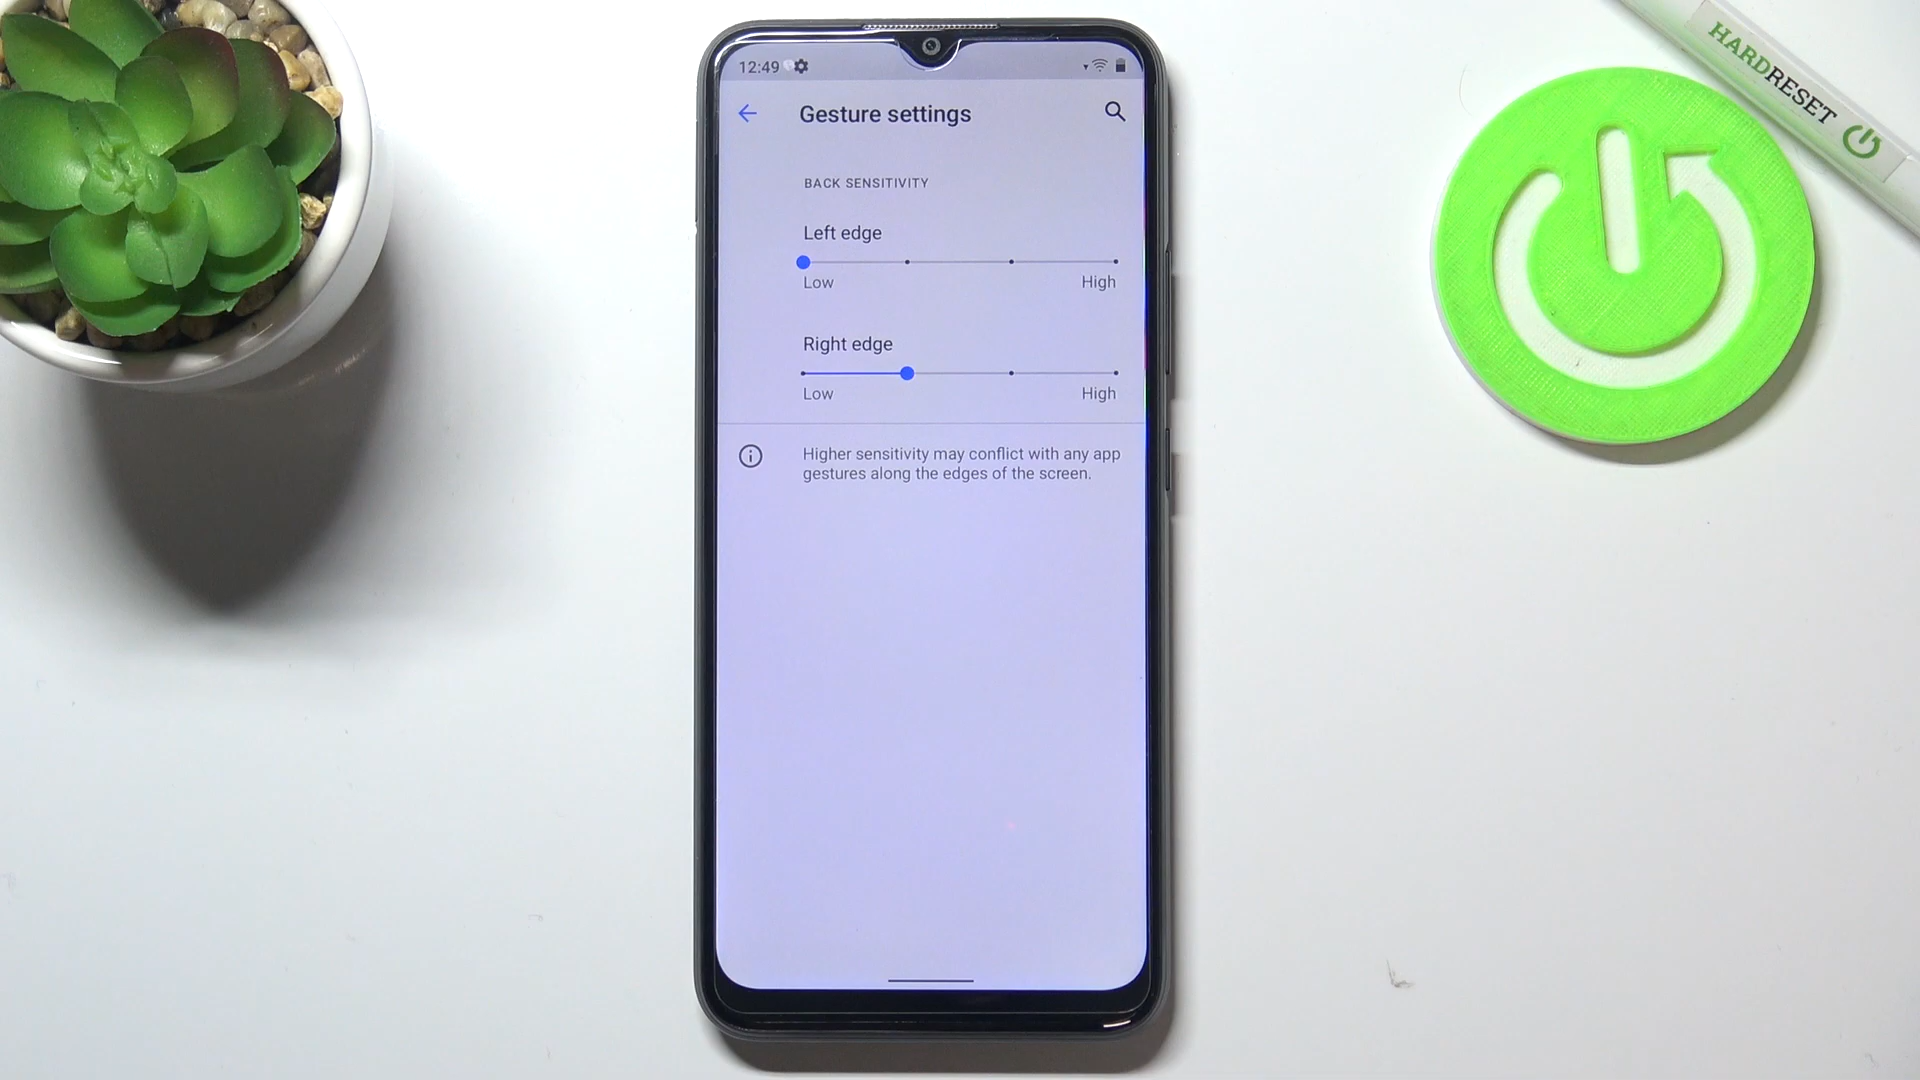 12:49
Gesture settings
BACK SENSITIVITY
Left edge
Low High
Right edge
Low High
Higher sensitivity may conflict with any app
gestures along the edges of the screen.
HARDRESET